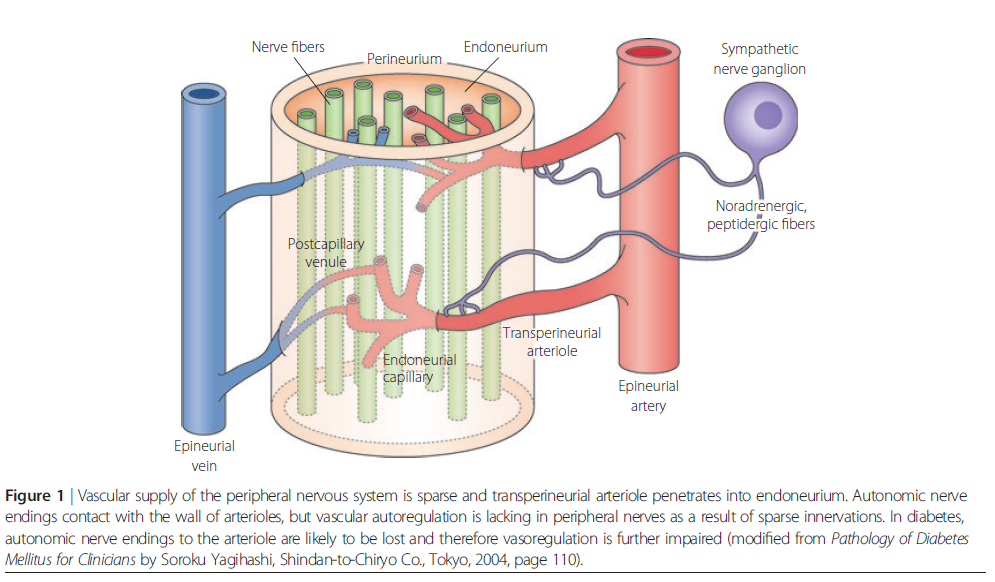 Nerve fibers
Perineurium
Endoneurium
Sympathetic
nerve ganglion
Noradrenergic,
peptidergic fibers
Postcapillary
venule
Transperineurial
arteriole
Endoneurial
capillary
Epineurial
artery
Epineurial
vein
Figure 1 | Vascular supply of the peripheral nervous system is sparse and transperineurial arteriole penetrates into endoneurium. Autonomic nerve
endings contact with the wall of arterioles, but vascular autoregulation is lacking in peripheral nerves as a result of sparse innervations. In diabetes,
autonomic nerve endings to the arteriole are likely to be lost and therefore vasoregulation is further impaired (modified from Pathology of Diabetes
Mellitus for Clinicians by Soroku Yagihashi, Shindan-to-Chiryo Co., Tokyo, 2004, page 110).